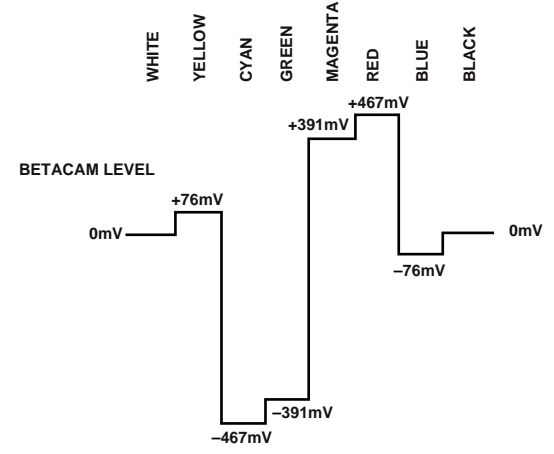 WHITE
YELLOW
CYAN
GREEN
MAGENTA
RED
BLUE
BLACK
+467mV
+391mV
BETACAM LEVEL
+76mV
0mV
0mV
–76mV
–391mV
–467mV